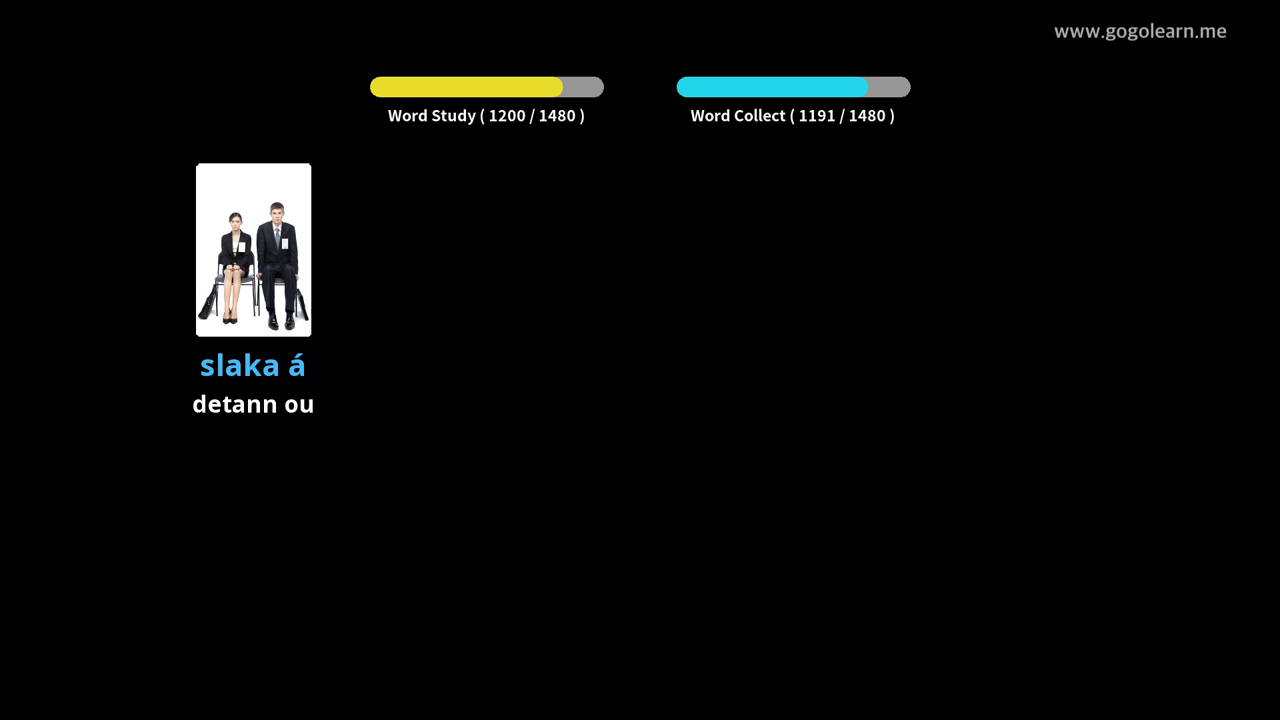 www.gogolearn.me
Word Study ( 1200 / 1480 )
Word Collect ( 1191 / 1480 )
slaka á
detann ou